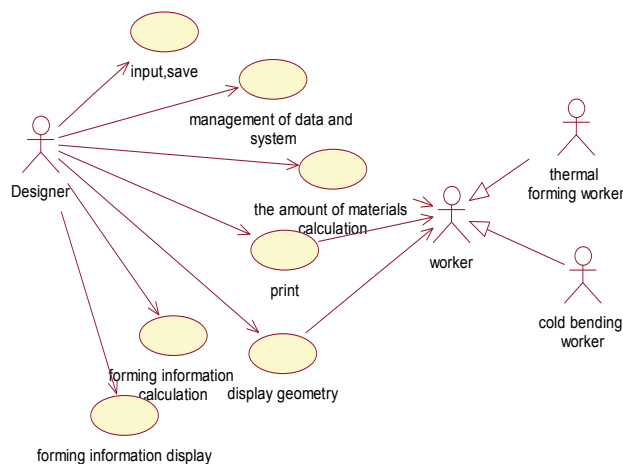 input,save
management of data and
system
Designer
thermal
forming worker
the amount of materials
calculation
worker
print
cold bending
worker
forming information
calculation
display geometry
forming information display